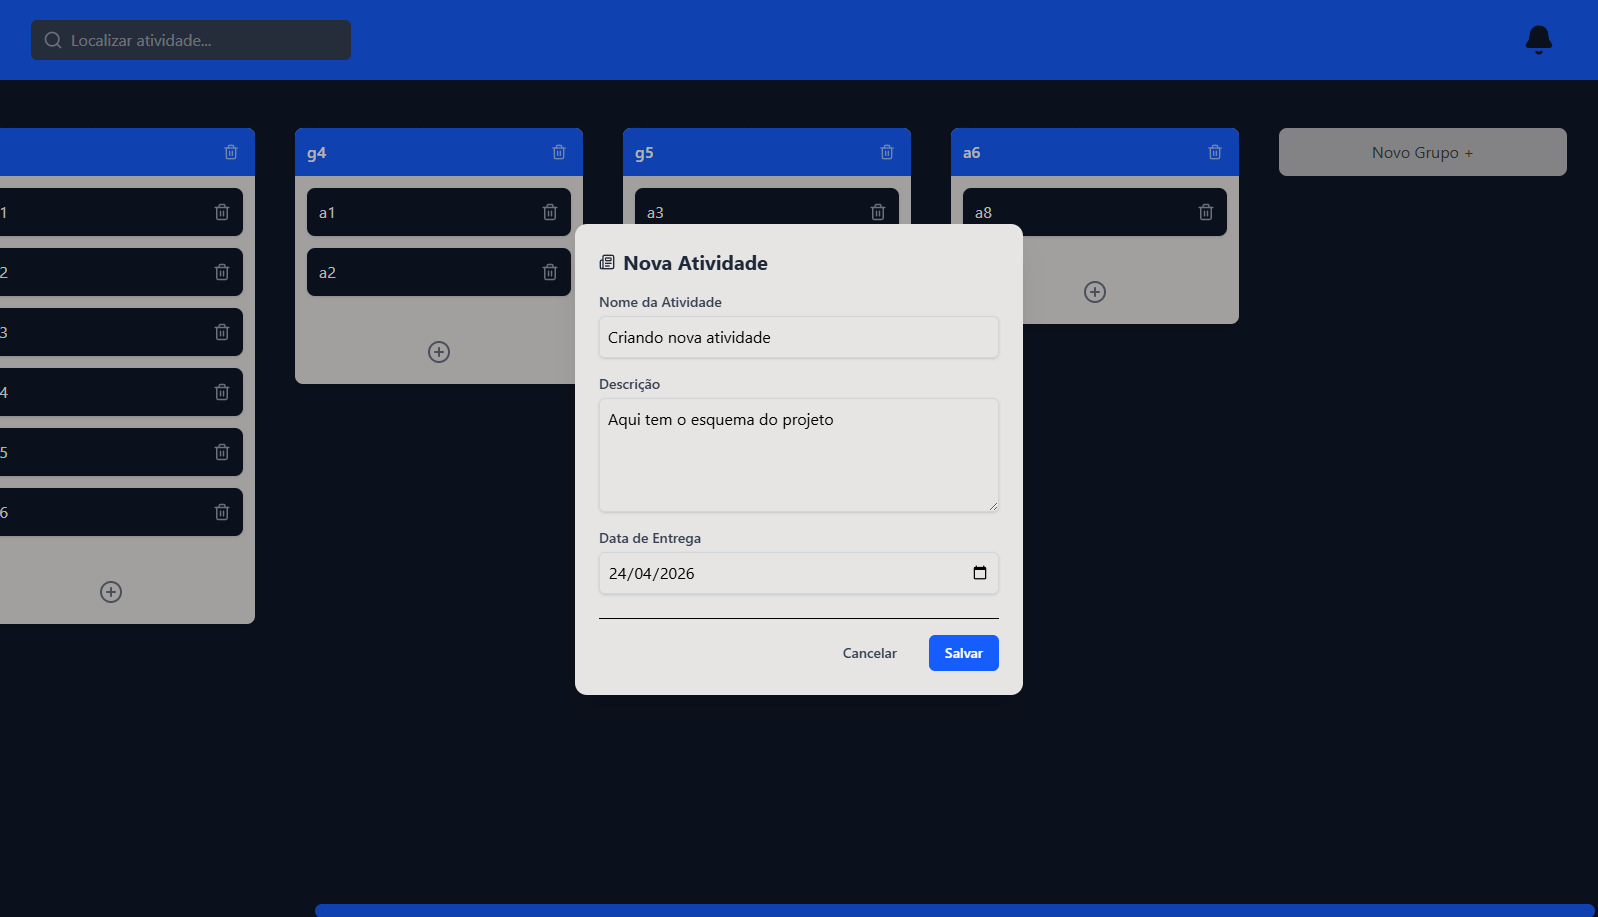 Localizar atividade...
g4
g5
a6
Novo Grupo +
1
a1
a3
a8
2
a2
3
4
5
6
Nova Atividade
Nome da Atividade
Criando nova atividade
Descrição
Aqui tem o esquema do projeto
Data de Entrega
24/04/2026
Cancelar
Salvar